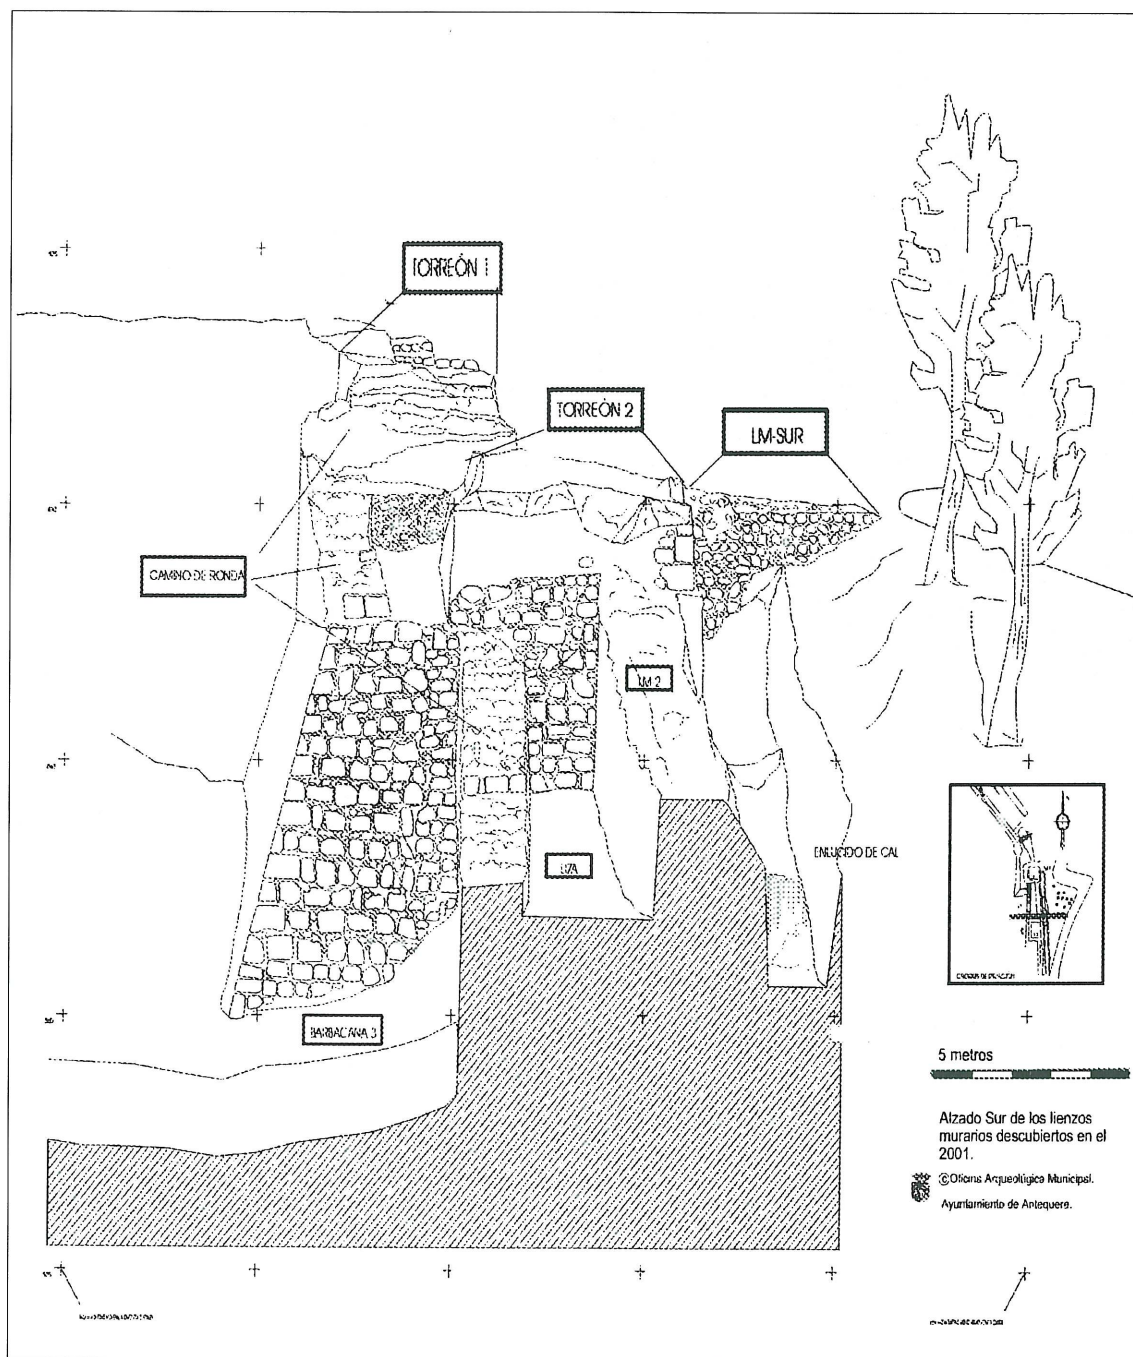 TORREÓN 1
TORREÓN 2
LM-SUR
CAMINO DE RONDA
LM 2
LIZA
ENLUCIDO DE CAL
BARBACANA 3
5 metros
Alzado Sur de los lienzos
murarios descubiertos en el
2001.
©Oficina Arqueológica Municipal.
Ayuntamiento de Antequera.